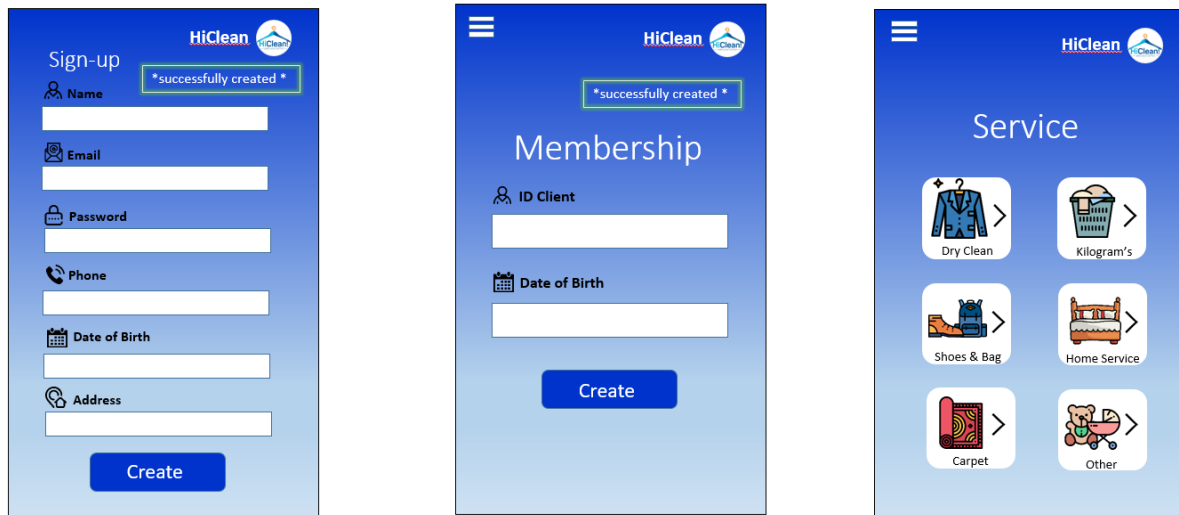 HiClean
HiClean!
Sign-up
*successfully created *
Name
Email
Password
Phone
Date of Birth
Address
Create
HiClean
HiClean!
*successfully created *
Membership
ID Client
Date of Birth
Create
HiClean
HiClean!
Service
Dry Clean
Kilogram's
Shoes & Bag
Home Service
Carpet
Other